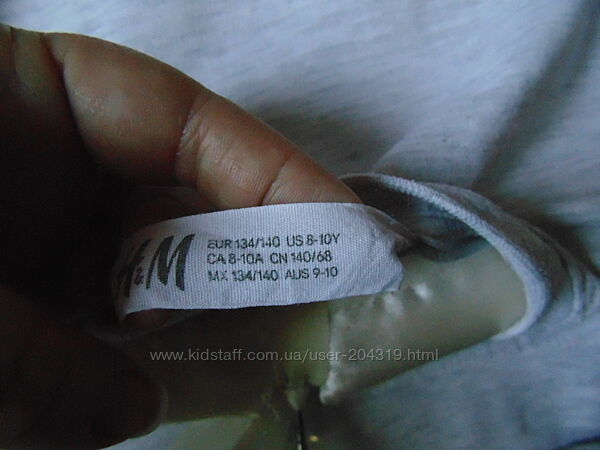 H&M
EUR 134/140 US 8-10Y
CA 8-10A CN 140/68
MX 134/140 AUS 9-10
www.kidstaff.com.ua/user-204319.html